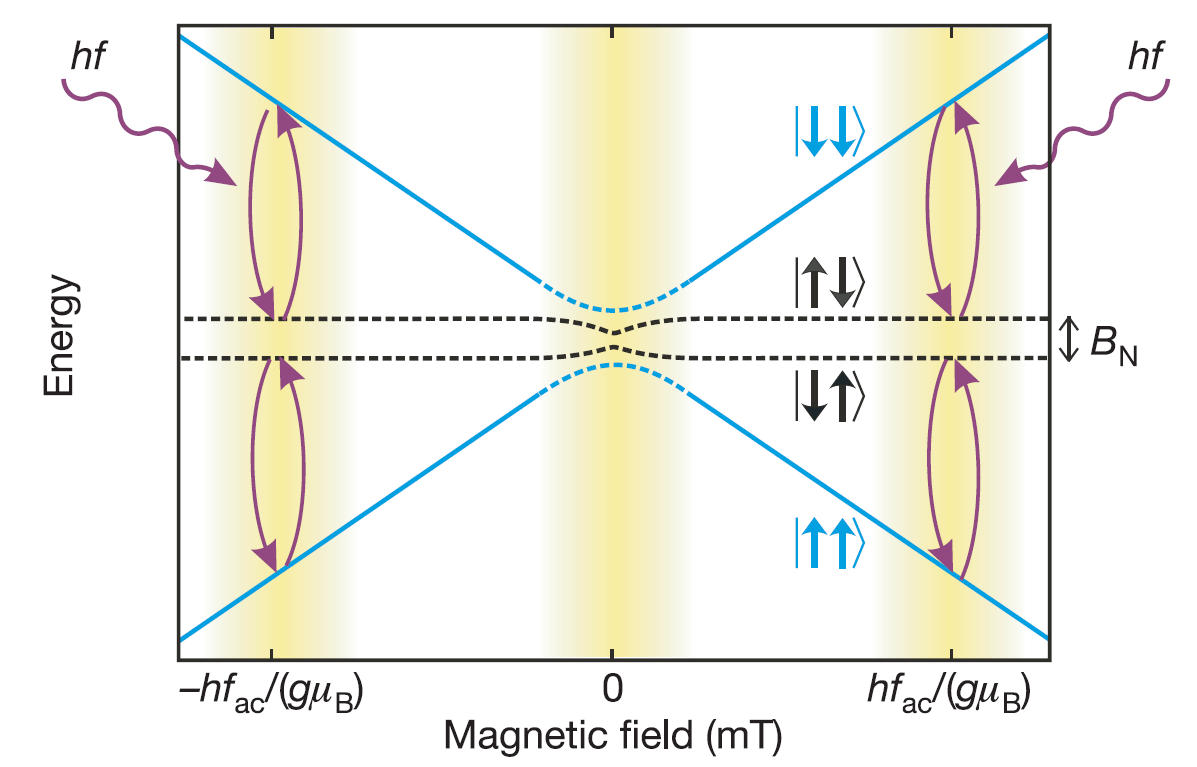 hf
hf
|↓↓⟩
|↑↓⟩
Energy
B_N
|↓↑⟩
|↑↑⟩
–hf_ac/(gμ_B)
0
hf_ac/(gμ_B)
Magnetic field (mT)